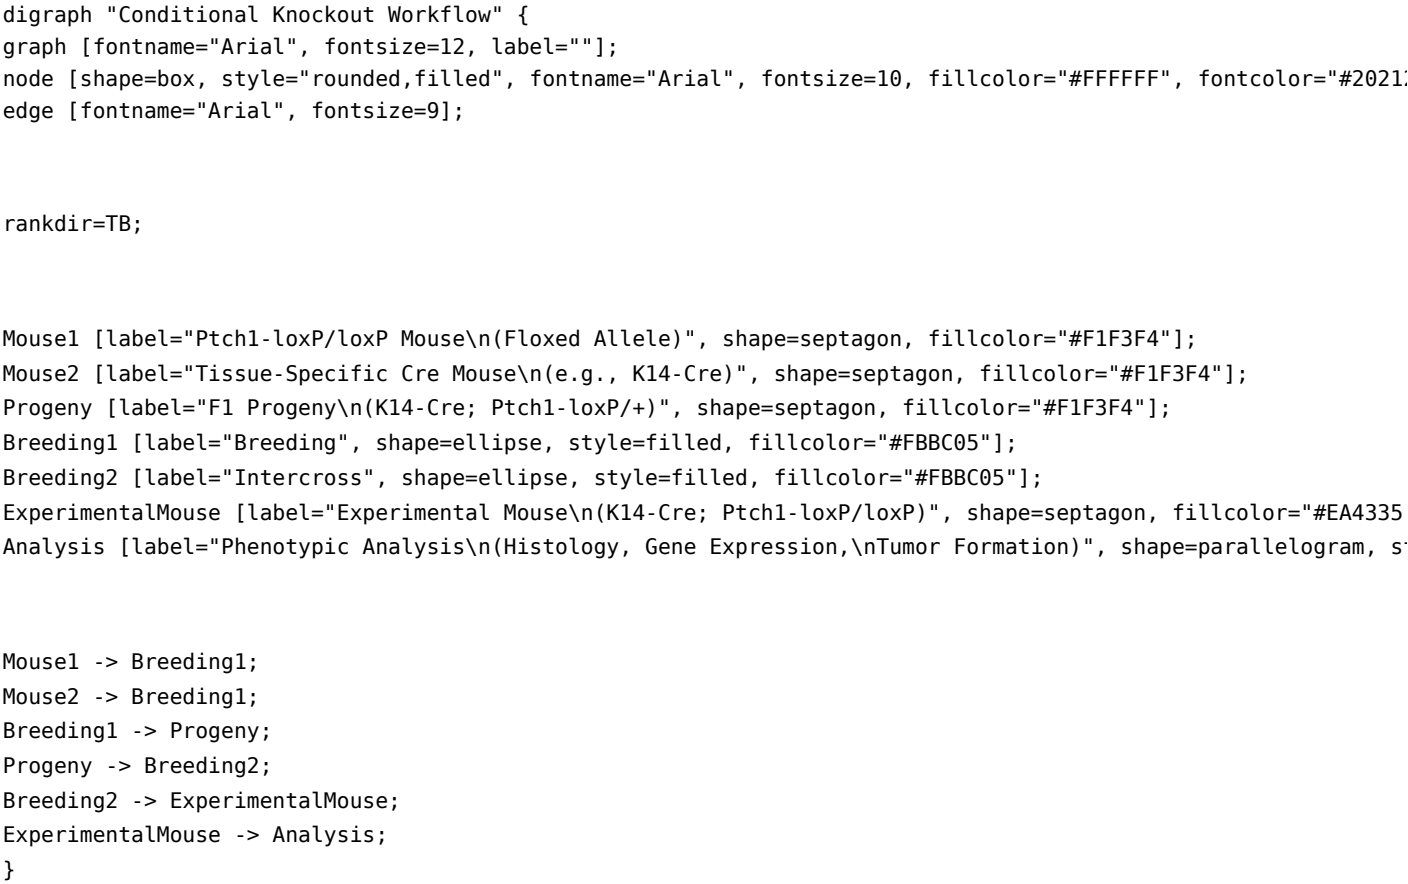 digraph "Conditional Knockout Workflow" {
graph [fontname="Arial", fontsize=12, label=""];
node [shape=box, style="rounded,filled", fontname="Arial", fontsize=10, fillcolor="#FFFFFF", fontcolor="#20212
edge [fontname="Arial", fontsize=9];
rankdir=TB;
Mouse1 [label="Ptch1-loxP/loxP Mouse\n(Floxed Allele)", shape=septagon, fillcolor="#F1F3F4"];
Mouse2 [label="Tissue-Specific Cre Mouse\n(e.g., K14-Cre)", shape=septagon, fillcolor="#F1F3F4"];
Progeny [label="F1 Progeny\n(K14-Cre; Ptch1-loxP/+)", shape=septagon, fillcolor="#F1F3F4"];
Breeding1 [label="Breeding", shape=ellipse, style=filled, fillcolor="#FBBC05"];
Breeding2 [label="Intercross", shape=ellipse, style=filled, fillcolor="#FBBC05"];
ExperimentalMouse [label="Experimental Mouse\n(K14-Cre; Ptch1-loxP/loxP)", shape=septagon, fillcolor="#EA4335
Analysis [label="Phenotypic Analysis\n(Histology, Gene Expression,\nTumor Formation)", shape=parallelogram, st
Mouse1 -> Breeding1;
Mouse2 -> Breeding1;
Breeding1 -> Progeny;
Progeny -> Breeding2;
Breeding2 -> ExperimentalMouse;
ExperimentalMouse -> Analysis;
}